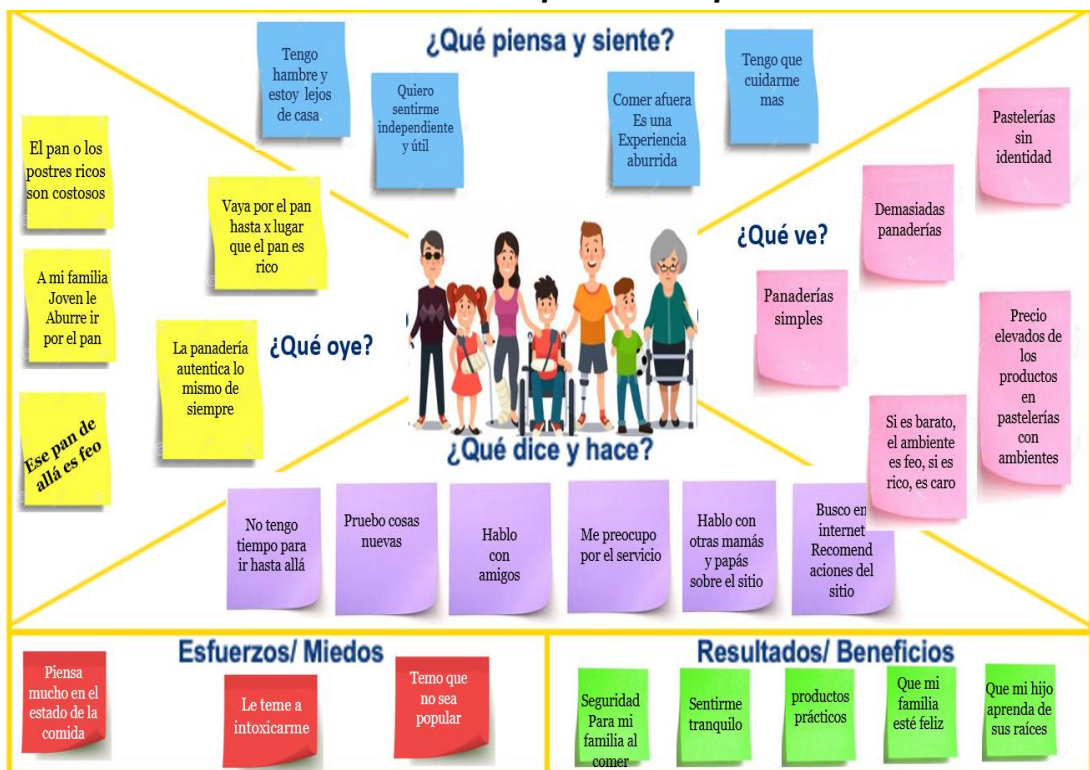 ¿Qué piensa y siente?
Tengo
hambre y
estoy lejos
de casa
Quiero
sentirme
independiente
y útil
Comer afuera
Es una
Experiencia
aburrida
Tengo que
cuidarme
mas
El pan o los
postres ricos
son costosos
Vaya por el pan
hasta x lugar
que el pan es
rico
A mi familia
Joven le
Aburre ir
por el pan
La panadería
autentica lo
mismo de
siempre
Ese pan de
allá es feo
¿Qué oye?
¿Qué ve?
Pastelerías
sin
identidad
Demasiadas
panaderías
Panaderías
simples
Precio
elevados de
los
productos
en
pastelerías
con
ambientes
Si es barato,
el ambiente
es feo, si es
rico, es caro
¿Qué dice y hace?
No tengo
tiempo para
ir hasta allá
Pruebo cosas
nuevas
Hablo
con
amigos
Me preocupo
por el servicio
Hablo con
otras mamás
y papás
sobre el sitio
Busco en
internet
Recomend
aciones del
sitio
Esfuerzos/ Miedos
Piensa
mucho en el
estado de la
comida
Le teme a
intoxicarme
Temo que
no sea
popular
Resultados/ Beneficios
Seguridad
Para mi
familia al
comer
Sentirme
tranquilo
productos
prácticos
Que mi
familia
esté feliz
Que mi hijo
aprenda de
sus raíces